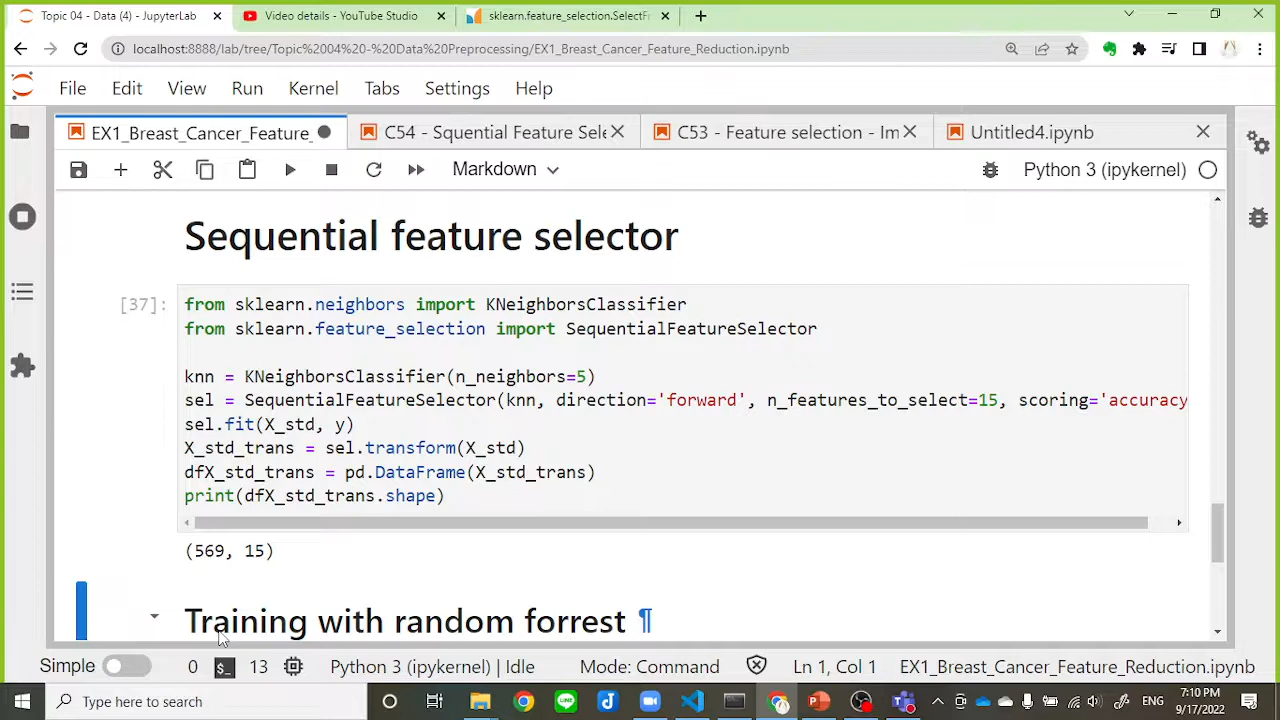 Topic 04 - Data (4) - JupyterLab
Video details - YouTube Studio
sklearn.feature_selection.SelectFr
localhost:8888/lab/tree/Topic%2004%20-%20Data%20Preprocessing/EX1_Breast_Cancer_Feature_Reduction.ipynb
File Edit View Run Kernel Tabs Settings Help
EX1_Breast_Cancer_Feature_
C54 - Squential Feature Sele
C53 - Feature selection - Im
Untitled4.ipynb
Markdown
Python 3 (ipykernel)
Sequential feature selector
[37]:
from sklearn.neighbors import KNeighborsClassifier
from sklearn.feature_selection import SequentialFeatureSelector
knn = KNeighborsClassifier(n_neighbors=5)
sel = SequentialFeatureSelector(knn, direction='forward', n_features_to_select=15, scoring='accuracy
sel.fit(X_std, y)
X_std_trans = sel.transform(X_std)
dfX_std_trans = pd.DataFrame(X_std_trans)
print(dfX_std_trans.shape)
(569, 15)
Training with random forrest ¶
Simple 0 $_ 13 Python 3 (ipykernel) | Idle Mode: Command Ln 1, Col 1 EX1_Breast_Cancer_Feature_Reduction.ipynb
Type here to search
ENG
7:10 PM
9/17/2022